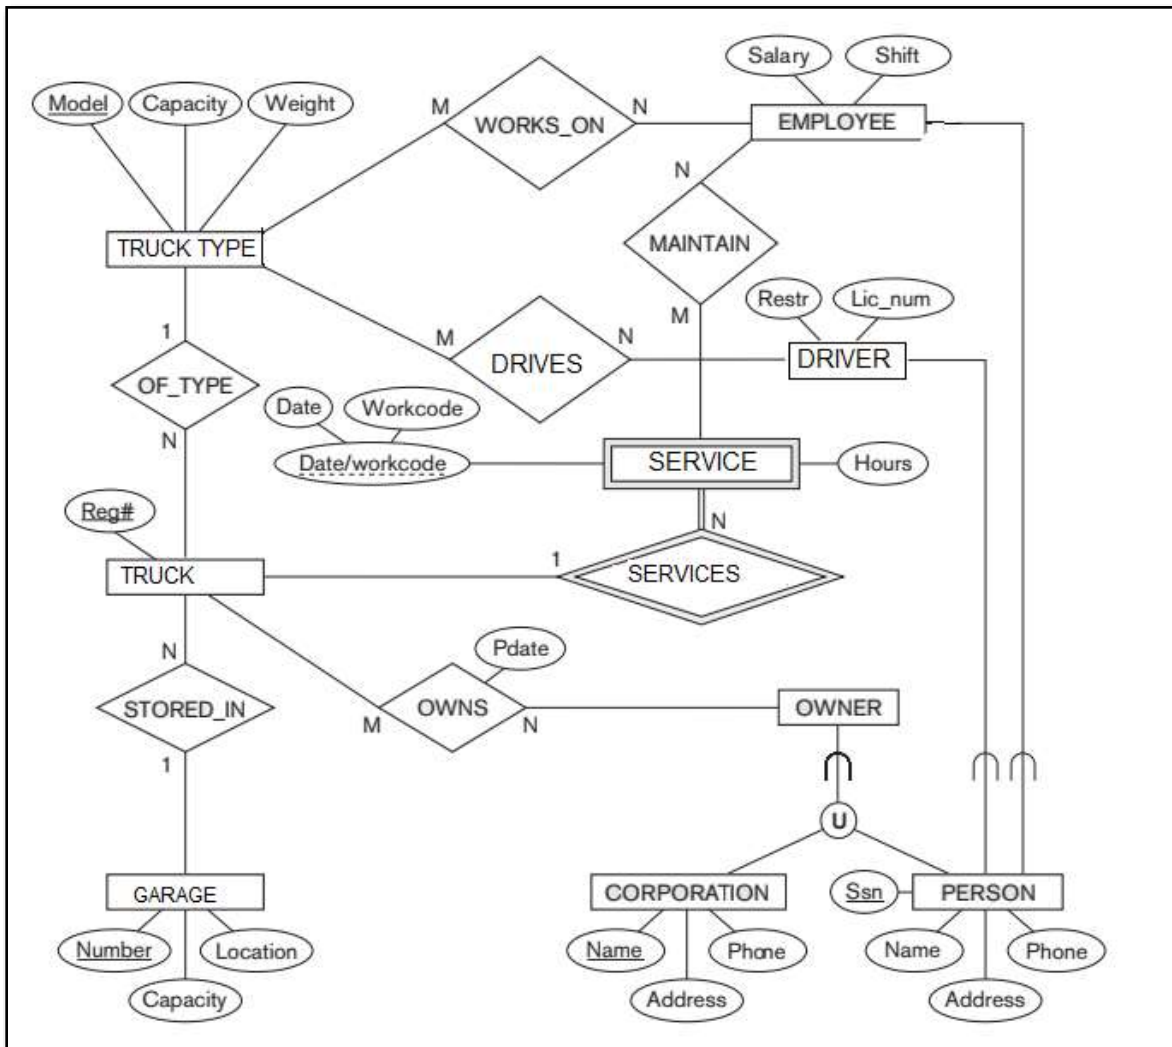 Salary
Shift
Model
Capacity
Weight
M
WORKS_ON
N
EMPLOYEE
N
TRUCK TYPE
MAINTAIN
Restr
Lic_num
1
M
DRIVES
N
M
DRIVER
OF_TYPE
Date
Workcode
N
Date/workcode
SERVICE
Hours
Reg#
N
TRUCK
1
SERVICES
N
Pdate
STORED_IN
M
OWNS
N
OWNER
1
U
GARAGE
CORPORATION
Ssn
PERSON
Number
Location
Name
Phone
Name
Phone
Capacity
Address
Address